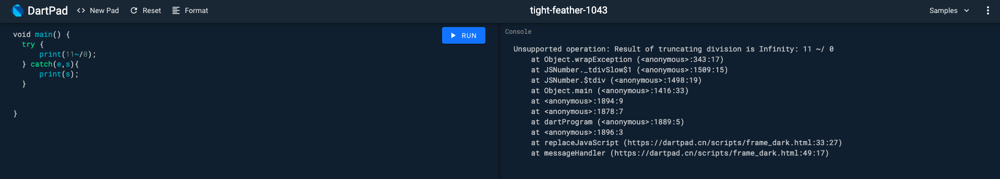 DartPad <> New Pad Reset Format tight-feather-1043 Samples
void main() {
  try {
      print(11~/0);
  } catch(e,s){
      print(s);
  }
}
RUN
Console
Unsupported operation: Result of truncating division is Infinity: 11 ~/ 0
    at Object.wrapException (<anonymous>:343:17)
    at JSNumber._tdivSlow$1 (<anonymous>:1509:15)
    at JSNumber.$tdiv (<anonymous>:1498:19)
    at Object.main (<anonymous>:1416:33)
    at <anonymous>:1894:9
    at <anonymous>:1878:7
    at dartProgram (<anonymous>:1889:5)
    at <anonymous>:1896:3
    at replaceJavaScript (https://dartpad.cn/scripts/frame_dark.html:33:27)
    at messageHandler (https://dartpad.cn/scripts/frame_dark.html:49:17)